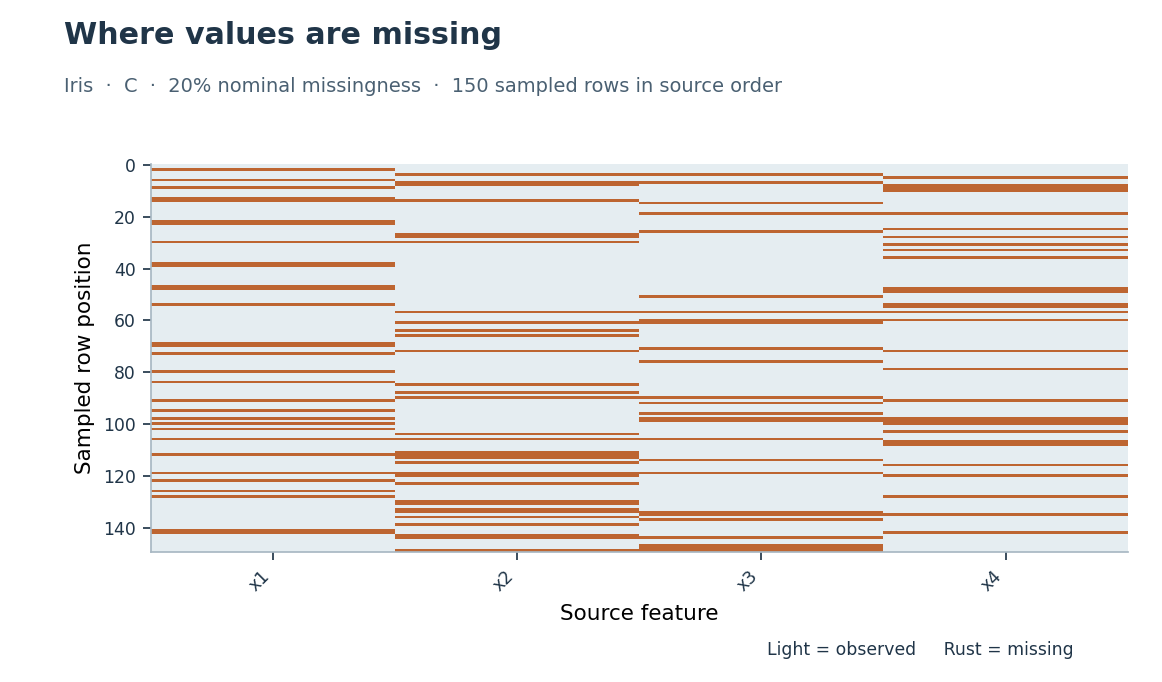 Where values are missing
Iris · C · 20% nominal missingness · 150 sampled rows in source order
Sampled row position
0
20
40
60
80
100
120
140
x1 x2 x3 x4
Source feature
Light = observed Rust = missing